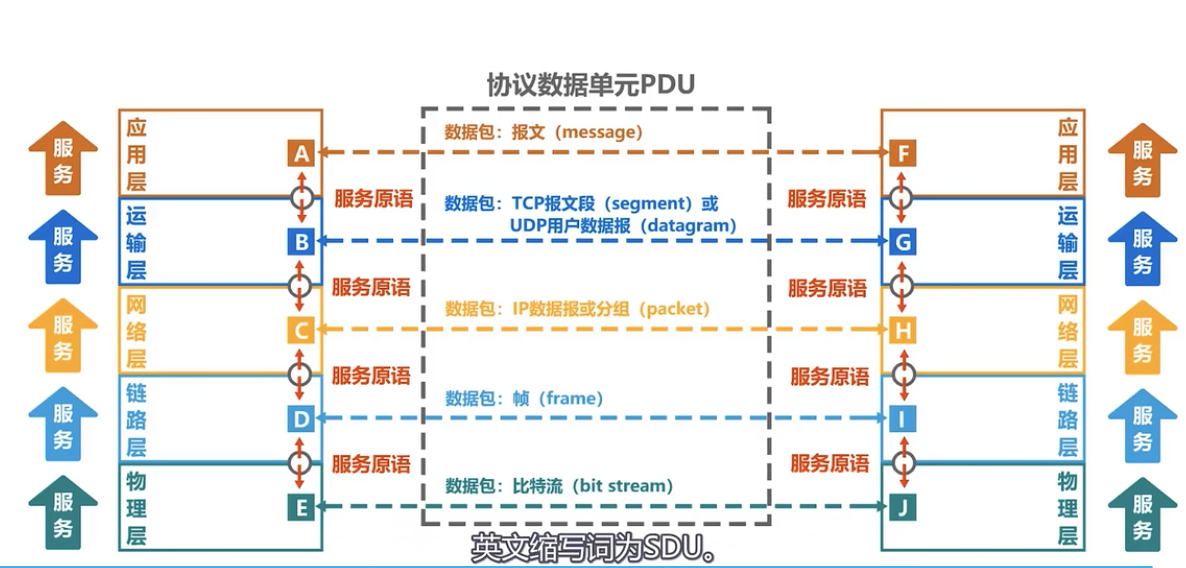 协议数据单元PDU
数据包：报文（message）
数据包：TCP报文段（segment）或
UDP用户数据报（datagram）
数据包：IP数据报或分组（packet）
数据包：帧（frame）
数据包：比特流（bit stream）
服务
服务
服务
服务
服务
应用层
运输层
网络层
链路层
物理层
A
B
C
D
E
服务原语
服务原语
服务原语
服务原语
服务原语
服务原语
服务原语
服务原语
F
G
H
I
J
应用层
运输层
网络层
链路层
物理层
服务
服务
服务
服务
服务
英文缩写词为SDU。